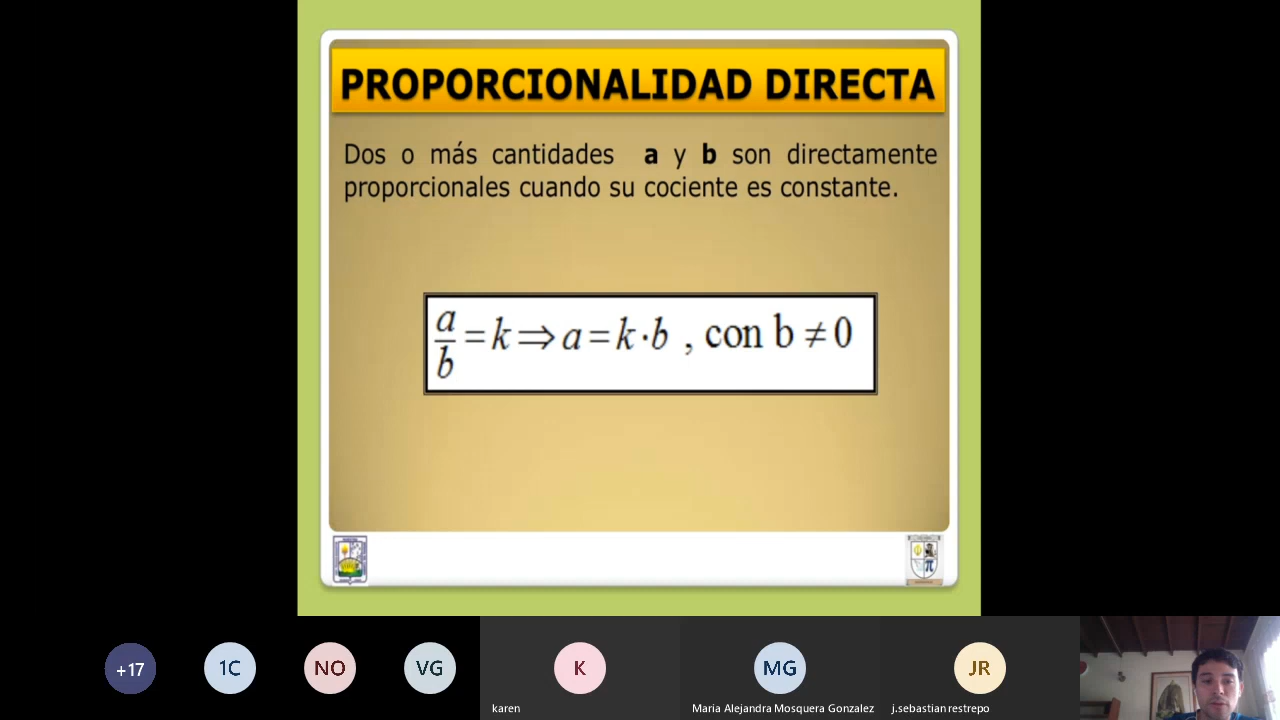 PROPORCIONALIDAD DIRECTA
Dos o más cantidades a y b son directamente
proporcionales cuando su cociente es constante.
a/b = k ⇒ a = k · b , con b ≠ 0
π
+17
1C
NO
VG
K
MG
JR
karen
Maria Alejandra Mosquera Gonzalez
j.sebastian restrepo